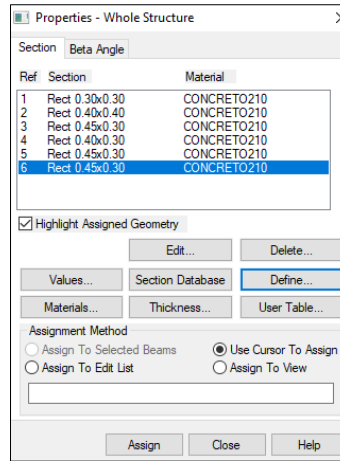 Properties - Whole Structure
Section Beta Angle
Ref Section Material
1 Rect 0.30x0.30 CONCRETO210
2 Rect 0.40x0.40 CONCRETO210
3 Rect 0.45x0.30 CONCRETO210
4 Rect 0.40x0.30 CONCRETO210
5 Rect 0.45x0.30 CONCRETO210
6 Rect 0.45x0.30 CONCRETO210
Highlight Assigned Geometry
Edit... Delete...
Values... Section Database Define...
Materials... Thickness... User Table...
Assignment Method
Assign To Selected Beams Use Cursor To Assign
Assign To Edit List Assign To View
Assign Close Help